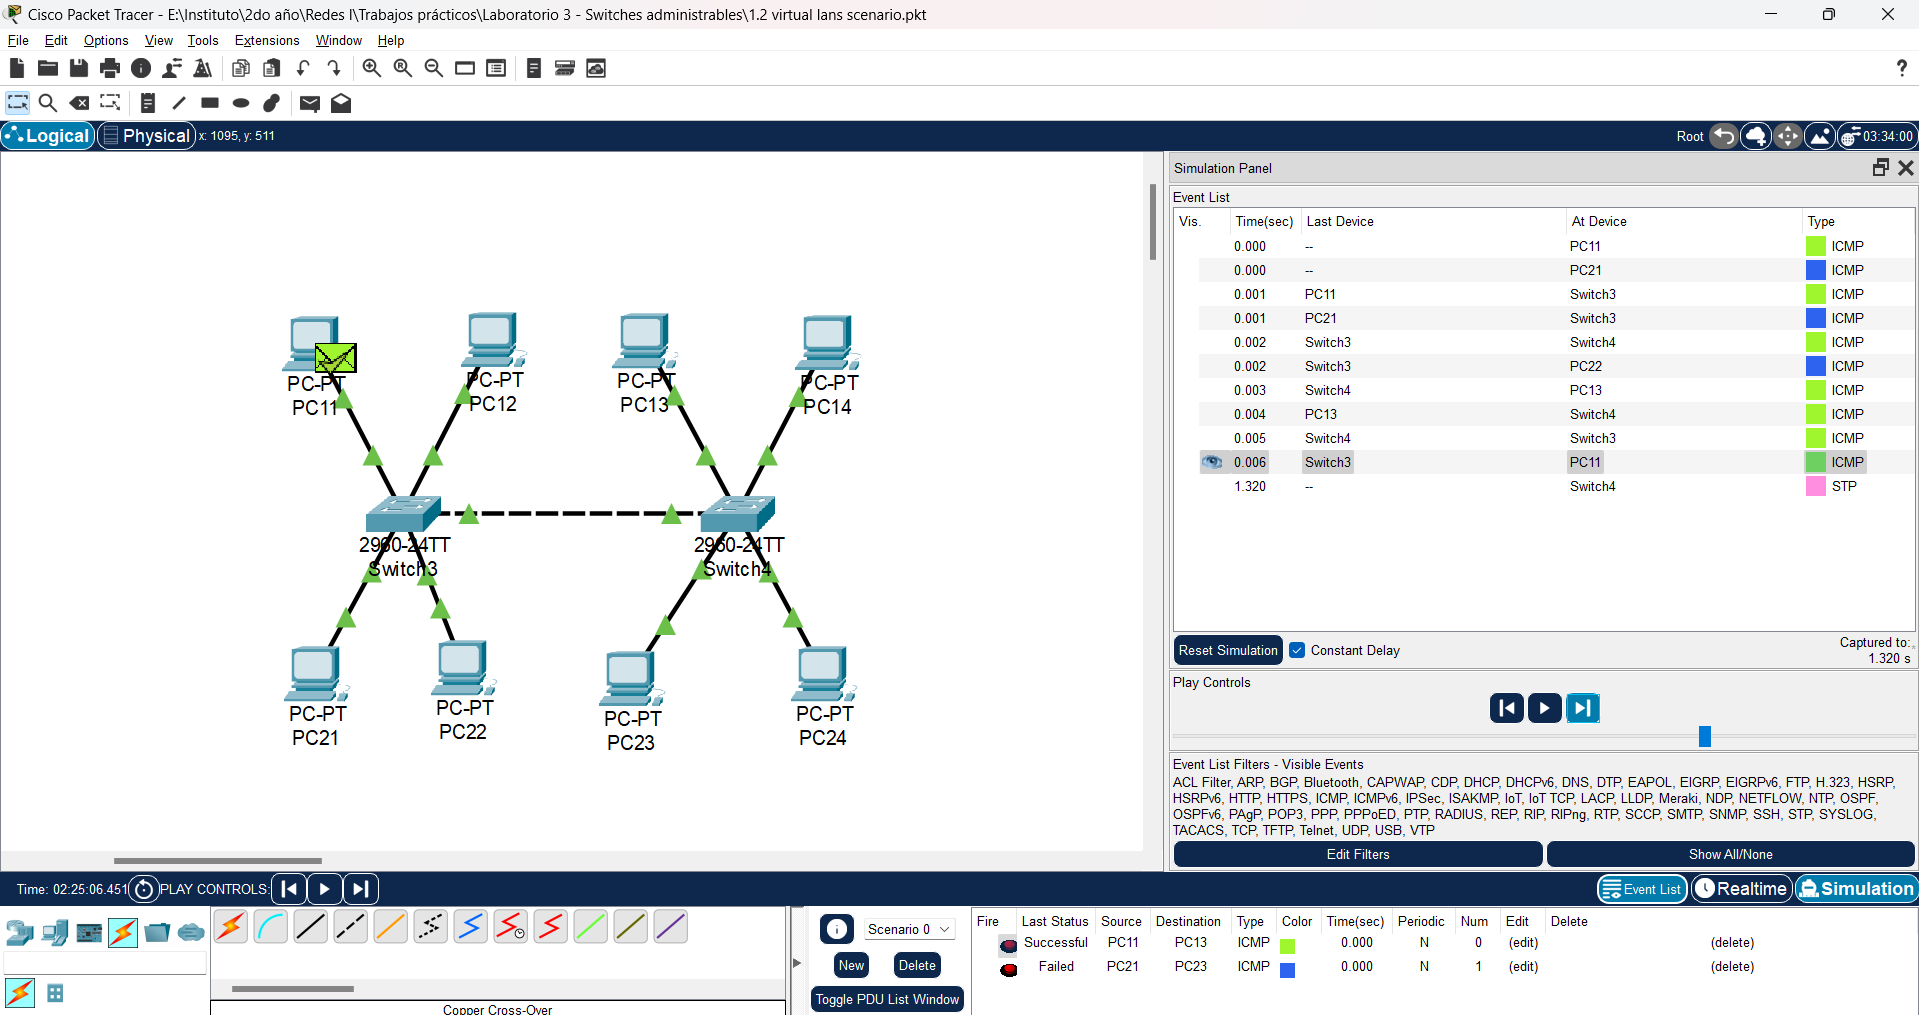 Cisco Packet Tracer - E:\Instituto\2do año\Redes I\Trabajos prácticos\Laboratorio 3 - Switches administrables\1.2 virtual lans scenario.pkt
File Edit Options View Tools Extensions Window Help
?
Logical Physical x: 1095, y: 511 Root 03:34:00
Simulation Panel
Event List
Vis. Time(sec) Last Device At Device Type
0.000 -- PC11 ICMP
0.000 -- PC21 ICMP
0.001 PC11 Switch3 ICMP
0.001 PC21 Switch3 ICMP
0.002 Switch3 Switch4 ICMP
0.002 Switch3 PC22 ICMP
0.003 Switch4 PC13 ICMP
0.004 PC13 Switch4 ICMP
0.005 Switch4 Switch3 ICMP
0.006 Switch3 PC11 ICMP
1.320 -- Switch4 STP
PC-PT PC-PT PC-PT PC-PT
PC11 PC12 PC13 PC14
2960-24TT 2960-24TT
Switch3 Switch4
PC-PT PC-PT PC-PT PC-PT
PC21 PC22 PC23 PC24
Reset Simulation Constant Delay Captured to:
1.320 s
Play Controls
Event List Filters - Visible Events
ACL Filter, ARP, BGP, Bluetooth, CAPWAP, CDP, DHCP, DHCPv6, DNS, DTP, EAPOL, EIGRP, EIGRPv6, FTP, H.323, HSRP,
HSRPv6, HTTP, HTTPS, ICMP, ICMPv6, IPSec, ISAKMP, IoT, IoT TCP, LACP, LLDP, Meraki, NDP, NETFLOW, NTP, OSPF,
OSPFv6, PAgP, POP3, PPP, PPPoED, PTP, RADIUS, REP, RIP, RIPng, RTP, SCCP, SMTP, SNMP, SSH, STP, SYSLOG,
TACACS, TCP, TFTP, Telnet, UDP, USB, VTP
Edit Filters Show All/None
Time: 02:25:06.451 PLAY CONTROLS: Event List Realtime Simulation
Scenario 0
New Delete
Toggle PDU List Window
Copper Cross-Over
Fire Last Status Source Destination Type Color Time(sec) Periodic Num Edit Delete
Successful PC11 PC13 ICMP 0.000 N 0 (edit) (delete)
Failed PC21 PC23 ICMP 0.000 N 1 (edit) (delete)